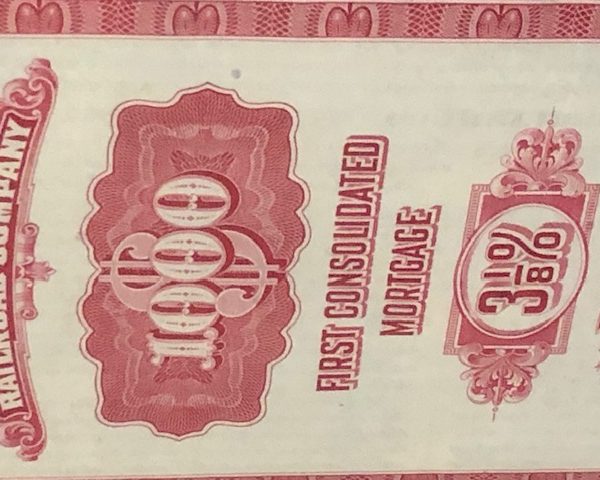 RAILROAD COMPANY
$1000
FIRST CONSOLIDATED
MORTGAGE
3⅛%